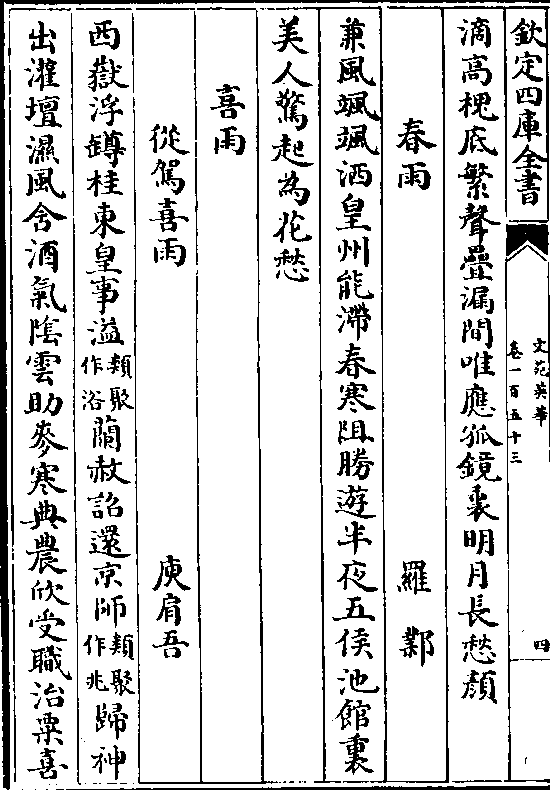 欽定四庫全書
文苑英華
卷一百五十三
四
滴高槐底繁聲疊漏間唯應孤鏡裏明月長愁顏
春雨 羅鄴
兼風颯颯洒皇州能滯春寒阻勝遊半夜五侯池館裏
美人驚起為花愁
喜雨
從駕喜雨 庾肩吾
西嶽浮罇桂東皇事溢類聚作浴蘭赦詔還京師類聚作兆歸神
出灌壇濕風含酒氣陰雲助麥寒典農欣受職治粟喜